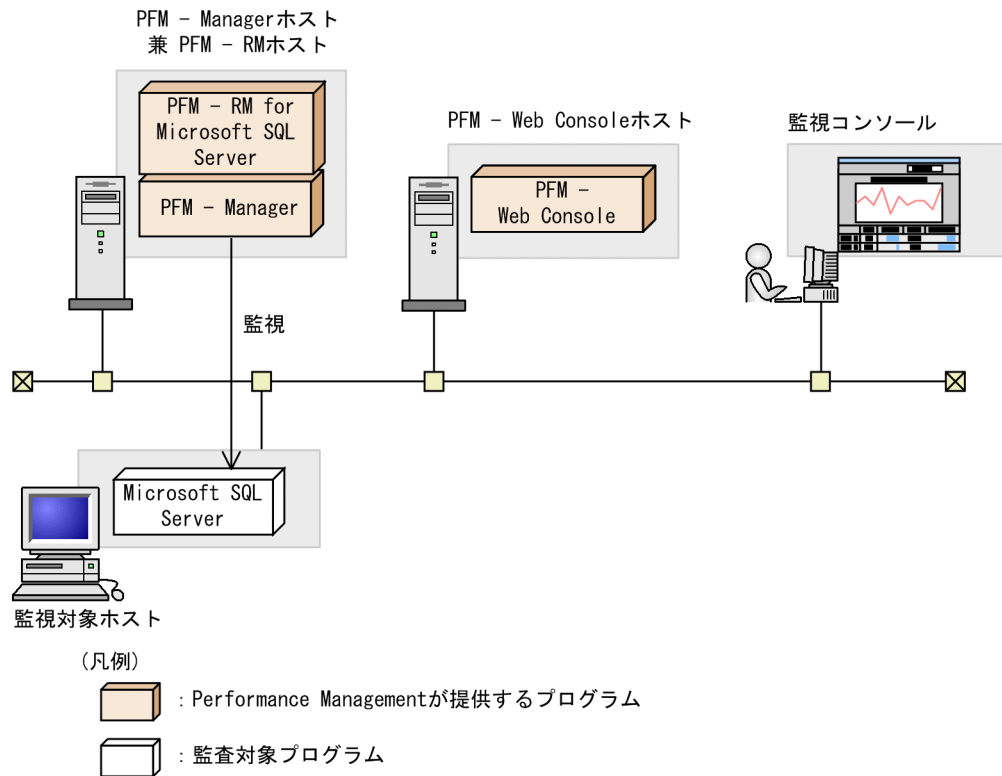 PFM - Managerホスト
兼 PFM - RMホスト
PFM - RM for
Microsoft SQL
Server
PFM - Manager
PFM - Web Consoleホスト
PFM -
Web Console
監視コンソール
監視
Microsoft SQL
Server
監視対象ホスト
(凡例)
：Performance Managementが提供するプログラム
：監査対象プログラム